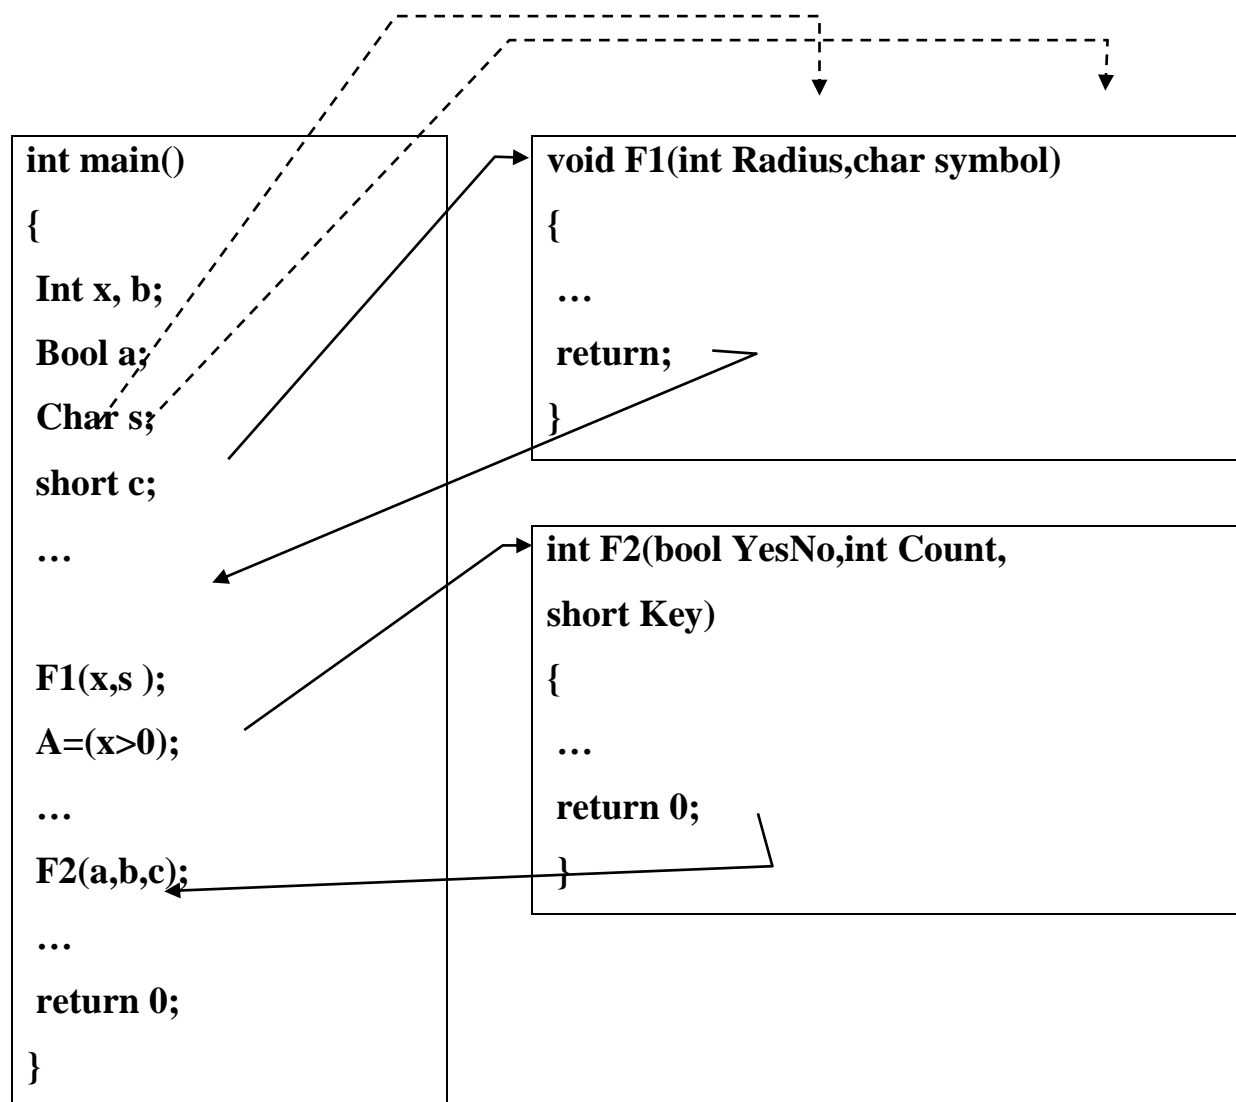 int main()
{
Int x, b;
Bool a;
Char s;
short c;
…
F1(x,s );
A=(x>0);
…
F2(a,b,c);
…
return 0;
}
void F1(int Radius,char symbol)
{
…
return;
}
int F2(bool YesNo,int Count,
short Key)
{
…
return 0;
}